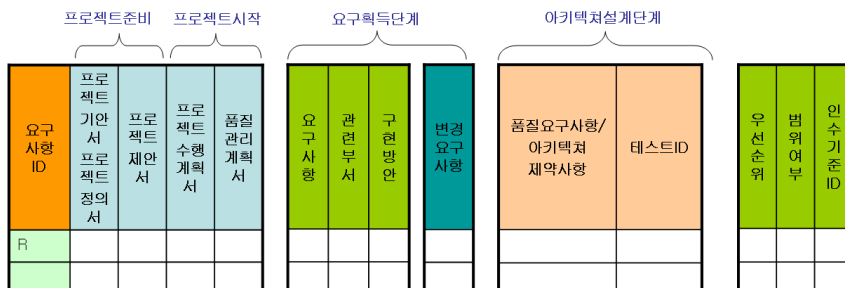 프로젝트준비
프로젝트시작
요구획득단계
아키텍쳐설계단계
요구
사항
ID
프로
젝트
기안
서
프로
젝트
정의
서
프로
젝트
제안
서
프로
젝트
수행
계획
서
품질
관리
계획
서
요
구
사
항
관
련
부
서
구
현
방
안
변경
요구
사항
품질요구사항/
아키텍쳐
제약사항
테스트ID
우
선
순
위
범
위
여
부
인
수
기
준
ID
R